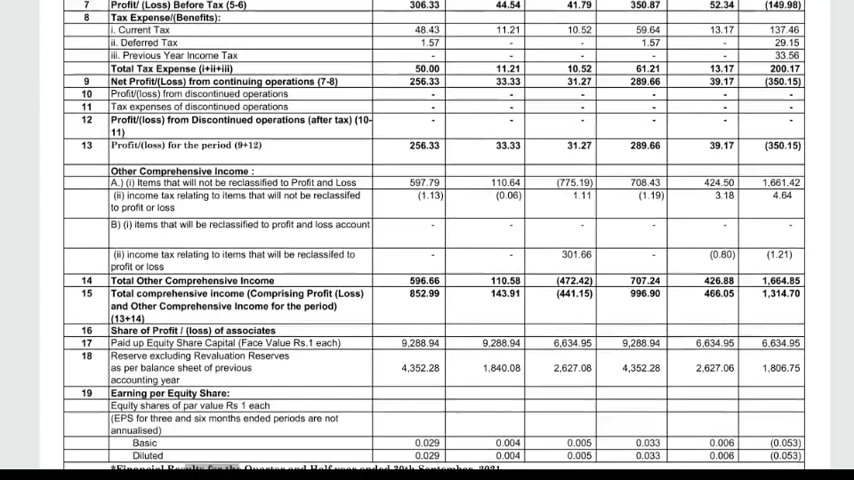 7 Profit/ (Loss) Before Tax (5-6) 306.33 44.54 41.79 350.87 52.34 (149.98)
8 Tax Expense/(Benefits):
i. Current Tax 48.43 11.21 10.52 59.64 13.17 137.46
ii. Deferred Tax 1.57 - - 1.57 - 29.15
iii. Previous Year Income Tax - - - - 33.56
Total Tax Expense (i+ii+iii) 50.00 11.21 10.52 61.21 13.17 200.17
9 Net Profit/(Loss) from continuing operations (7-8) 256.33 33.33 31.27 289.66 39.17 (350.15)
10 Profit/(loss) from discontinued operations - - - - - -
11 Tax expenses of discontinued operations - - - - - -
12 Profit/(loss) from Discontinued operations (after tax) (10- - - - - - -
11)
13 Profit/(loss) for the period (9+12) 256.33 33.33 31.27 289.66 39.17 (350.15)
Other Comprehensive Income :
A.) (i) Items that will not be reclassified to Profit and Loss 597.79 110.64 (775.19) 708.43 424.50 1,661.42
(ii) income tax relating to items that will not be reclassifed (1.13) (0.06) 1.11 (1.19) 3.18 4.64
to profit or loss
B) (i) items that will be reclassified to profit and loss account - - - - - -
(ii) income tax relating to items that will be reclassifed to - - 301.66 - (0.80) (1.21)
profit or loss
14 Total Other Comprehensive Income 596.66 110.58 (472.42) 707.24 426.88 1,664.85
15 Total comprehensive income (Comprising Profit (Loss) 852.99 143.91 (441.15) 996.90 466.05 1,314.70
and Other Comprehensive Income for the period)
(13+14)
16 Share of Profit / (loss) of associates
17 Paid up Equity Share Capital (Face Value Rs.1 each) 9,288.94 9,288.94 6,634.95 9,288.94 6,634.95 6,634.95
18 Reserve excluding Revaluation Reserves
as per balance sheet of previous 4,352.28 1,840.08 2,627.08 4,352.28 2,627.06 1,806.75
accounting year
19 Earning per Equity Share:
Equity shares of par value Rs 1 each
(EPS for three and six months ended periods are not
annualised)
Basic 0.029 0.004 0.005 0.033 0.006 (0.053)
Diluted 0.029 0.004 0.005 0.033 0.006 (0.053)
*Financial Results for the Quarter and Half year ended 30th September, 2021